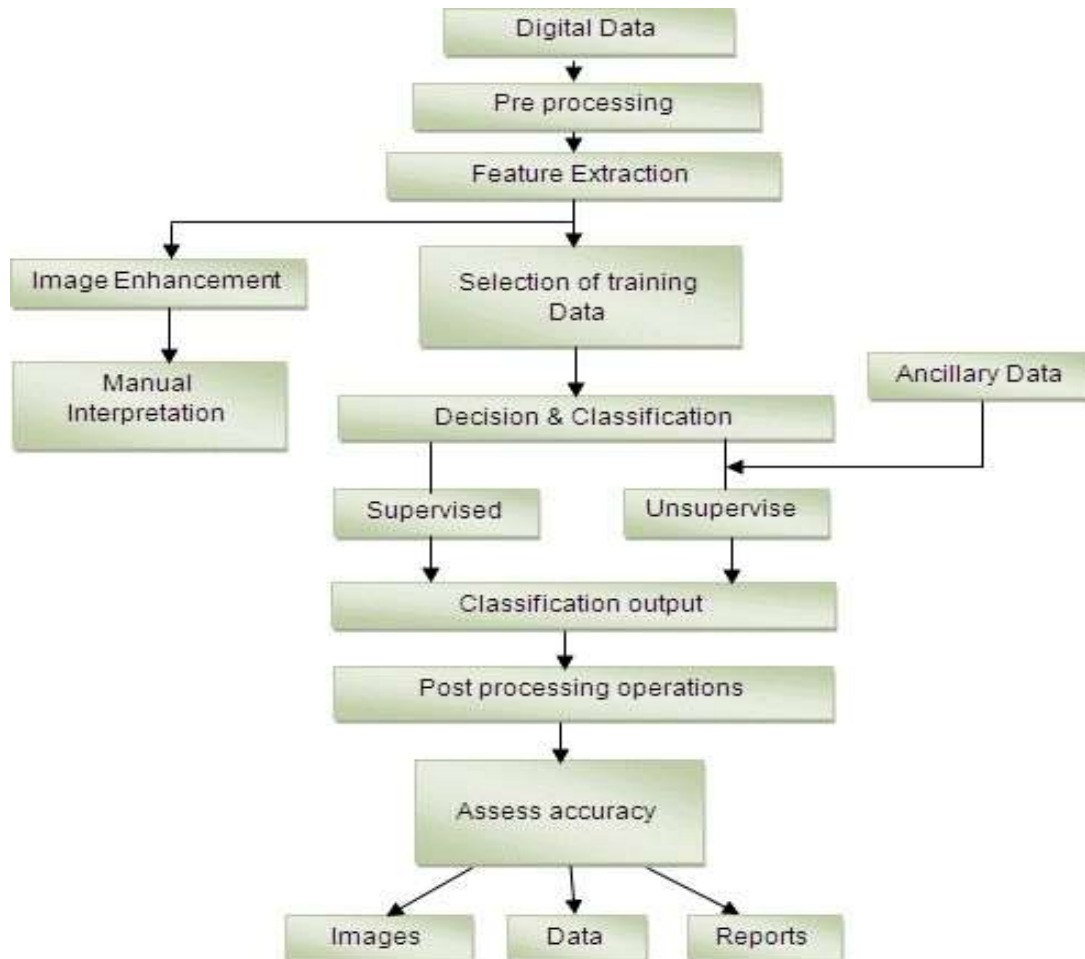 Digital Data
Pre processing
Feature Extraction
Image Enhancement
Selection of training
Data
Manual
Interpretation
Ancillary Data
Decision & Classification
Supervised
Unsupervise
Classification output
Post processing operations
Assess accuracy
Images
Data
Reports